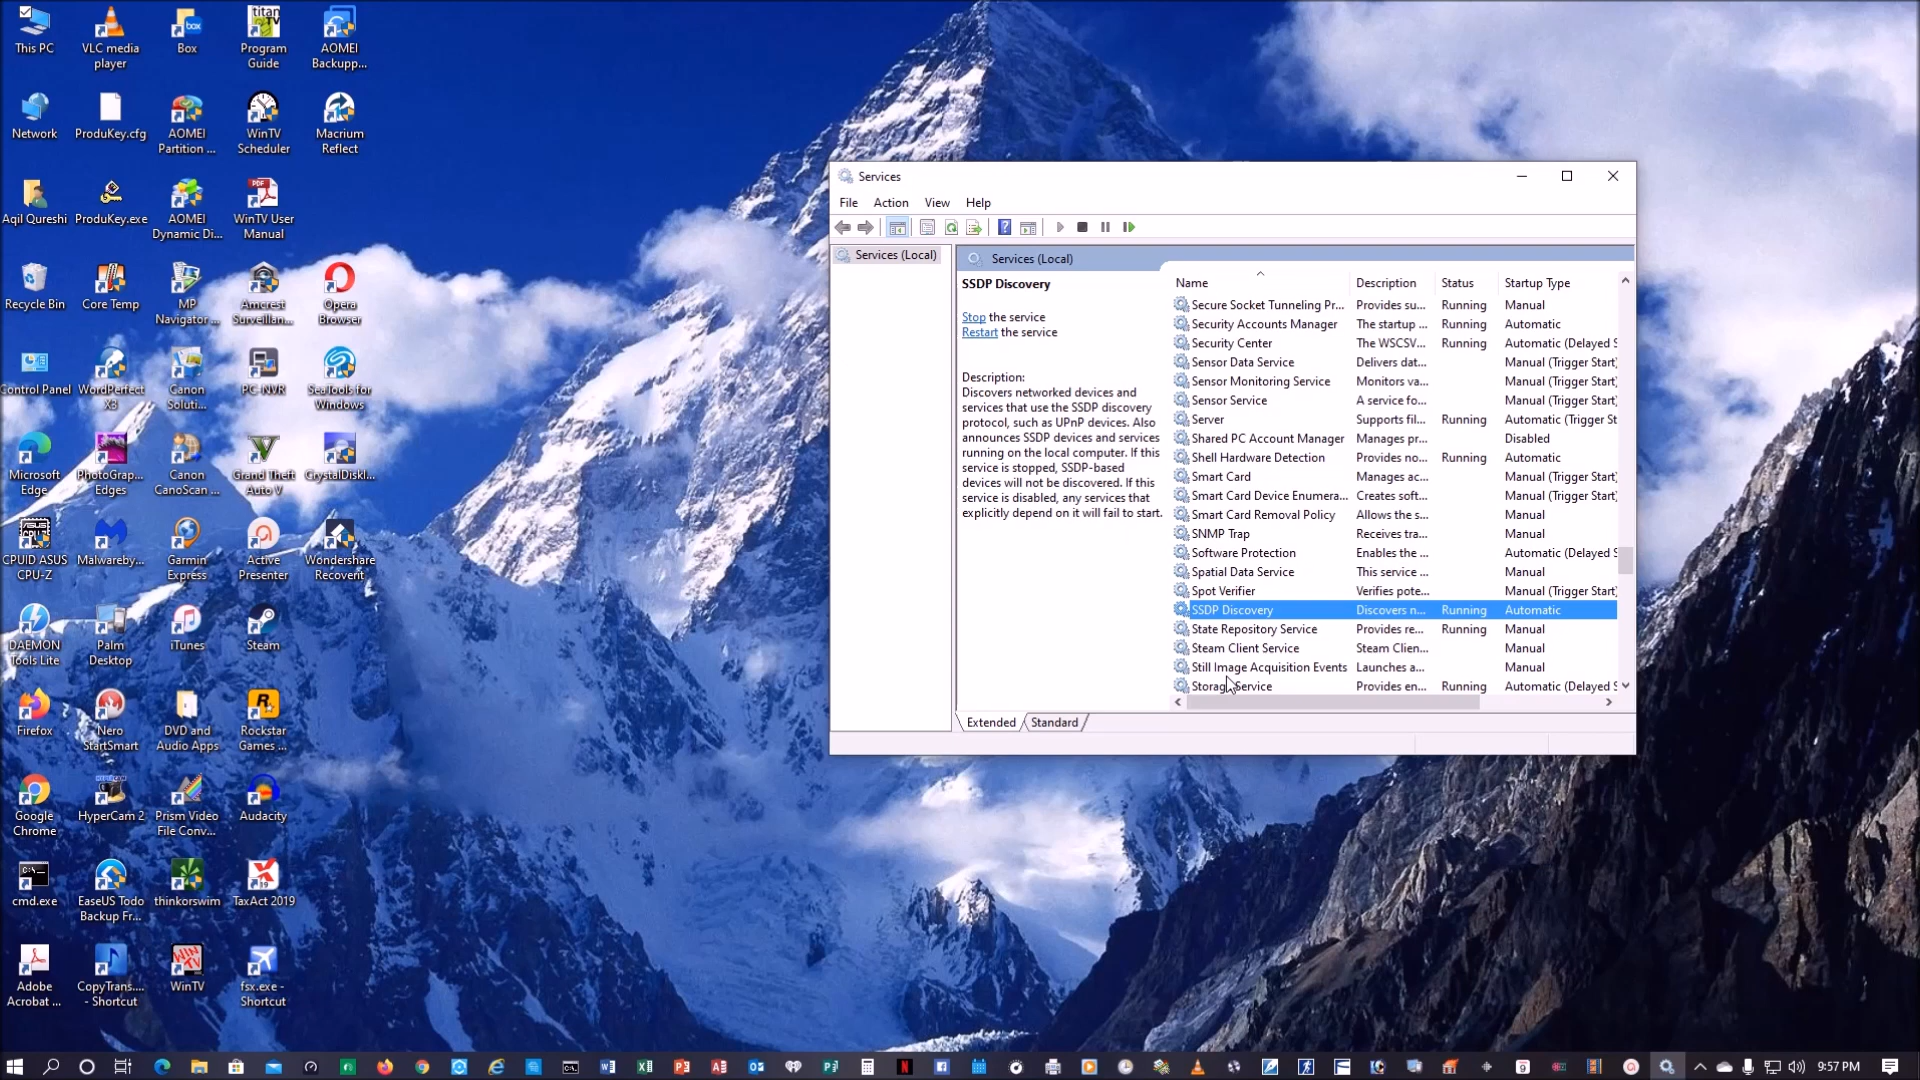 This PC
VLC media
player
Box
Program
Guide
AOMEI
Backupp...
Network
ProduKey.cfg
AOMEI
Partition ...
WinTV
Scheduler
Macrium
Reflect
Aqil Qureshi
ProduKey.exe
AOMEI
Dynamic Di...
WinTV User
Manual
Recycle Bin
Core Temp
MP
Navigator ...
Amcrest
Surveillan...
Opera
Browser
Control Panel
WordPerfect
X3
Canon
Soluti...
PC-NVR
SeaTools for
Windows
Microsoft
Edge
PhotoGrap...
Edges
Canon
CanoScan ...
Grand Theft
Auto V
CrystalDiskI...
CPUID ASUS
CPU-Z
Malwareby...
Garmin
Express
Active
Presenter
Wondershare
Recoverit
DAEMON
Tools Lite
Palm
Desktop
iTunes
Steam
Firefox
Nero
StartSmart
DVD and
Audio Apps
Rockstar
Games ...
Google
Chrome
HyperCam 2
Prism Video
File Conv...
Audacity
cmd.exe
EaseUS Todo
Backup Fr...
thinkorswim
TaxAct 2019
Adobe
Acrobat ...
CopyTrans....
- Shortcut
WinTV
fsx.exe -
Shortcut
Services
File Action View Help
Services (Local)
Services (Local)
SSDP Discovery
Stop the service
Restart the service
Description:
Discovers networked devices and
services that use the SSDP discovery
protocol, such as UPnP devices. Also
announces SSDP devices and services
running on the local computer. If this
service is stopped, SSDP-based
devices will not be discovered. If this
service is disabled, any services that
explicitly depend on it will fail to start.
Name Description Status Startup Type
Secure Socket Tunneling Pr... Provides su... Running Manual
Security Accounts Manager The startup ... Running Automatic
Security Center The WSCSV... Running Automatic (Delayed S
Sensor Data Service Delivers dat... Manual (Trigger Start)
Sensor Monitoring Service Monitors va... Manual (Trigger Start)
Sensor Service A service fo... Manual (Trigger Start)
Server Supports fil... Running Automatic (Trigger St
Shared PC Account Manager Manages pr... Disabled
Shell Hardware Detection Provides no... Running Automatic
Smart Card Manages ac... Manual (Trigger Start)
Smart Card Device Enumera... Creates soft... Manual (Trigger Start)
Smart Card Removal Policy Allows the s... Manual
SNMP Trap Receives tra... Manual
Software Protection Enables the ... Automatic (Delayed S
Spatial Data Service This service ... Manual
Spot Verifier Verifies pote... Manual (Trigger Start)
SSDP Discovery Discovers n... Running Automatic
State Repository Service Provides re... Running Manual
Steam Client Service Steam Clien... Manual
Still Image Acquisition Events Launches a... Manual
Storage Service Provides en... Running Automatic (Delayed S
Extended Standard
9:57 PM